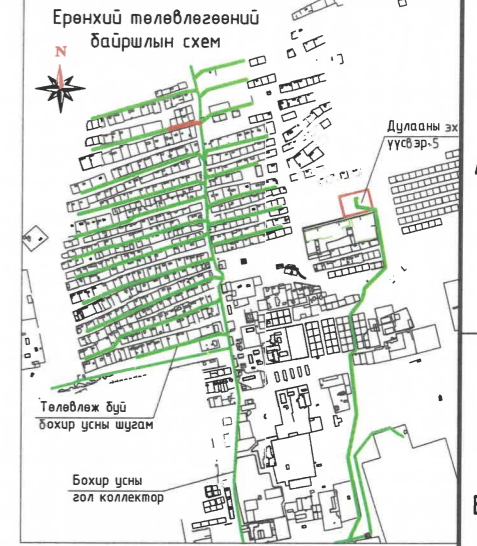 Ерөнхий төлөвлөгөөний
байршлын схем
N
Дулааны эх
үүсвэр-5
Төлөвлөж буй
бохир усны шугам
Бохир усны
гол коллектор